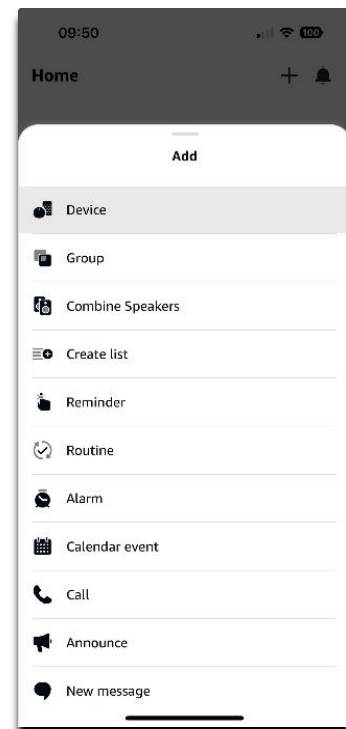 09:50
100
Home
Add
Device
Group
Combine Speakers
Create list
Reminder
Routine
Alarm
Calendar event
Call
Announce
New message